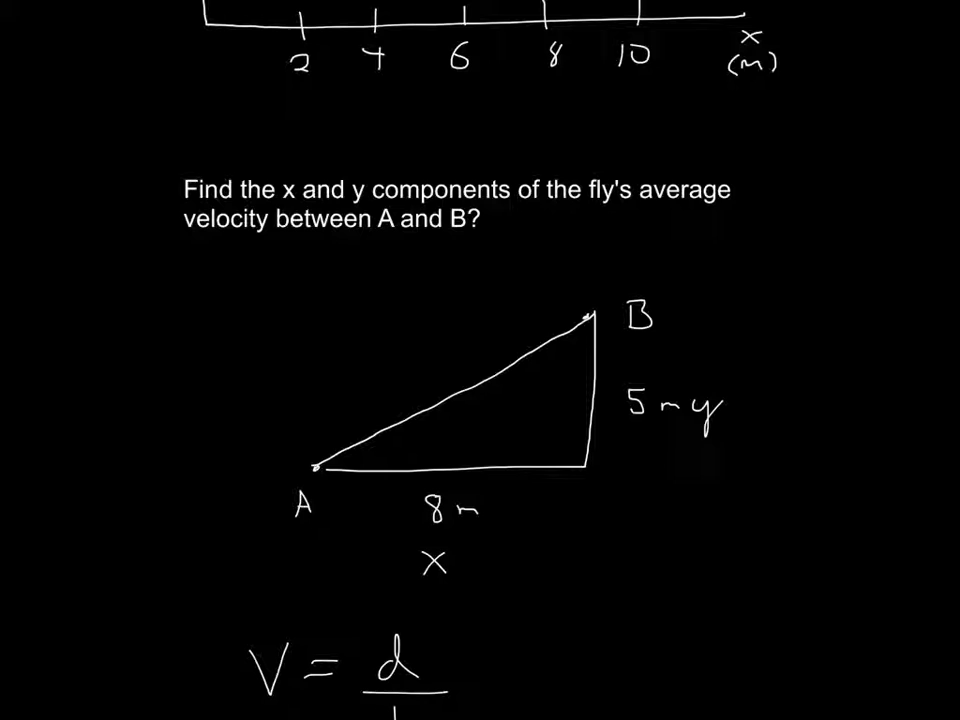 2 4 6 8 10 x
(m)
Find the x and y components of the fly's average
velocity between A and B?
B
5 m y
A 8 m
x
V = d